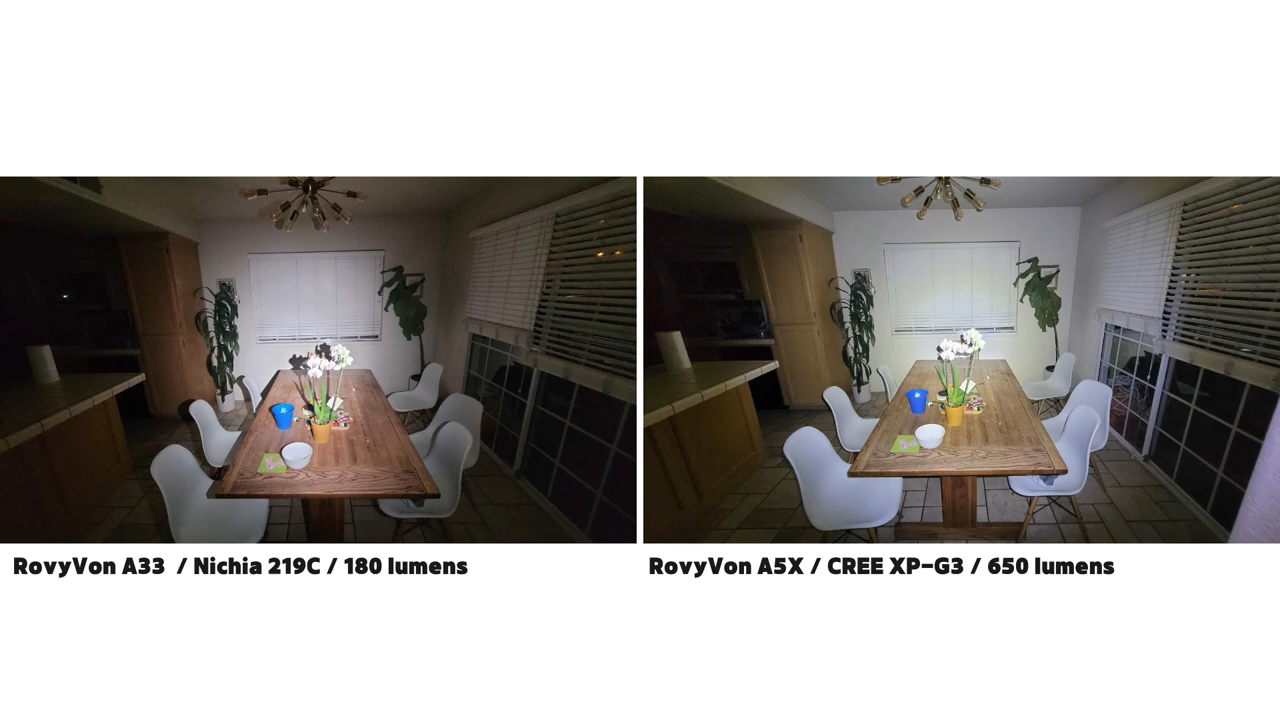 RovyVon A33 / Nichia 219C / 180 lumens
RovyVon A5X / CREE XP-G3 / 650 lumens